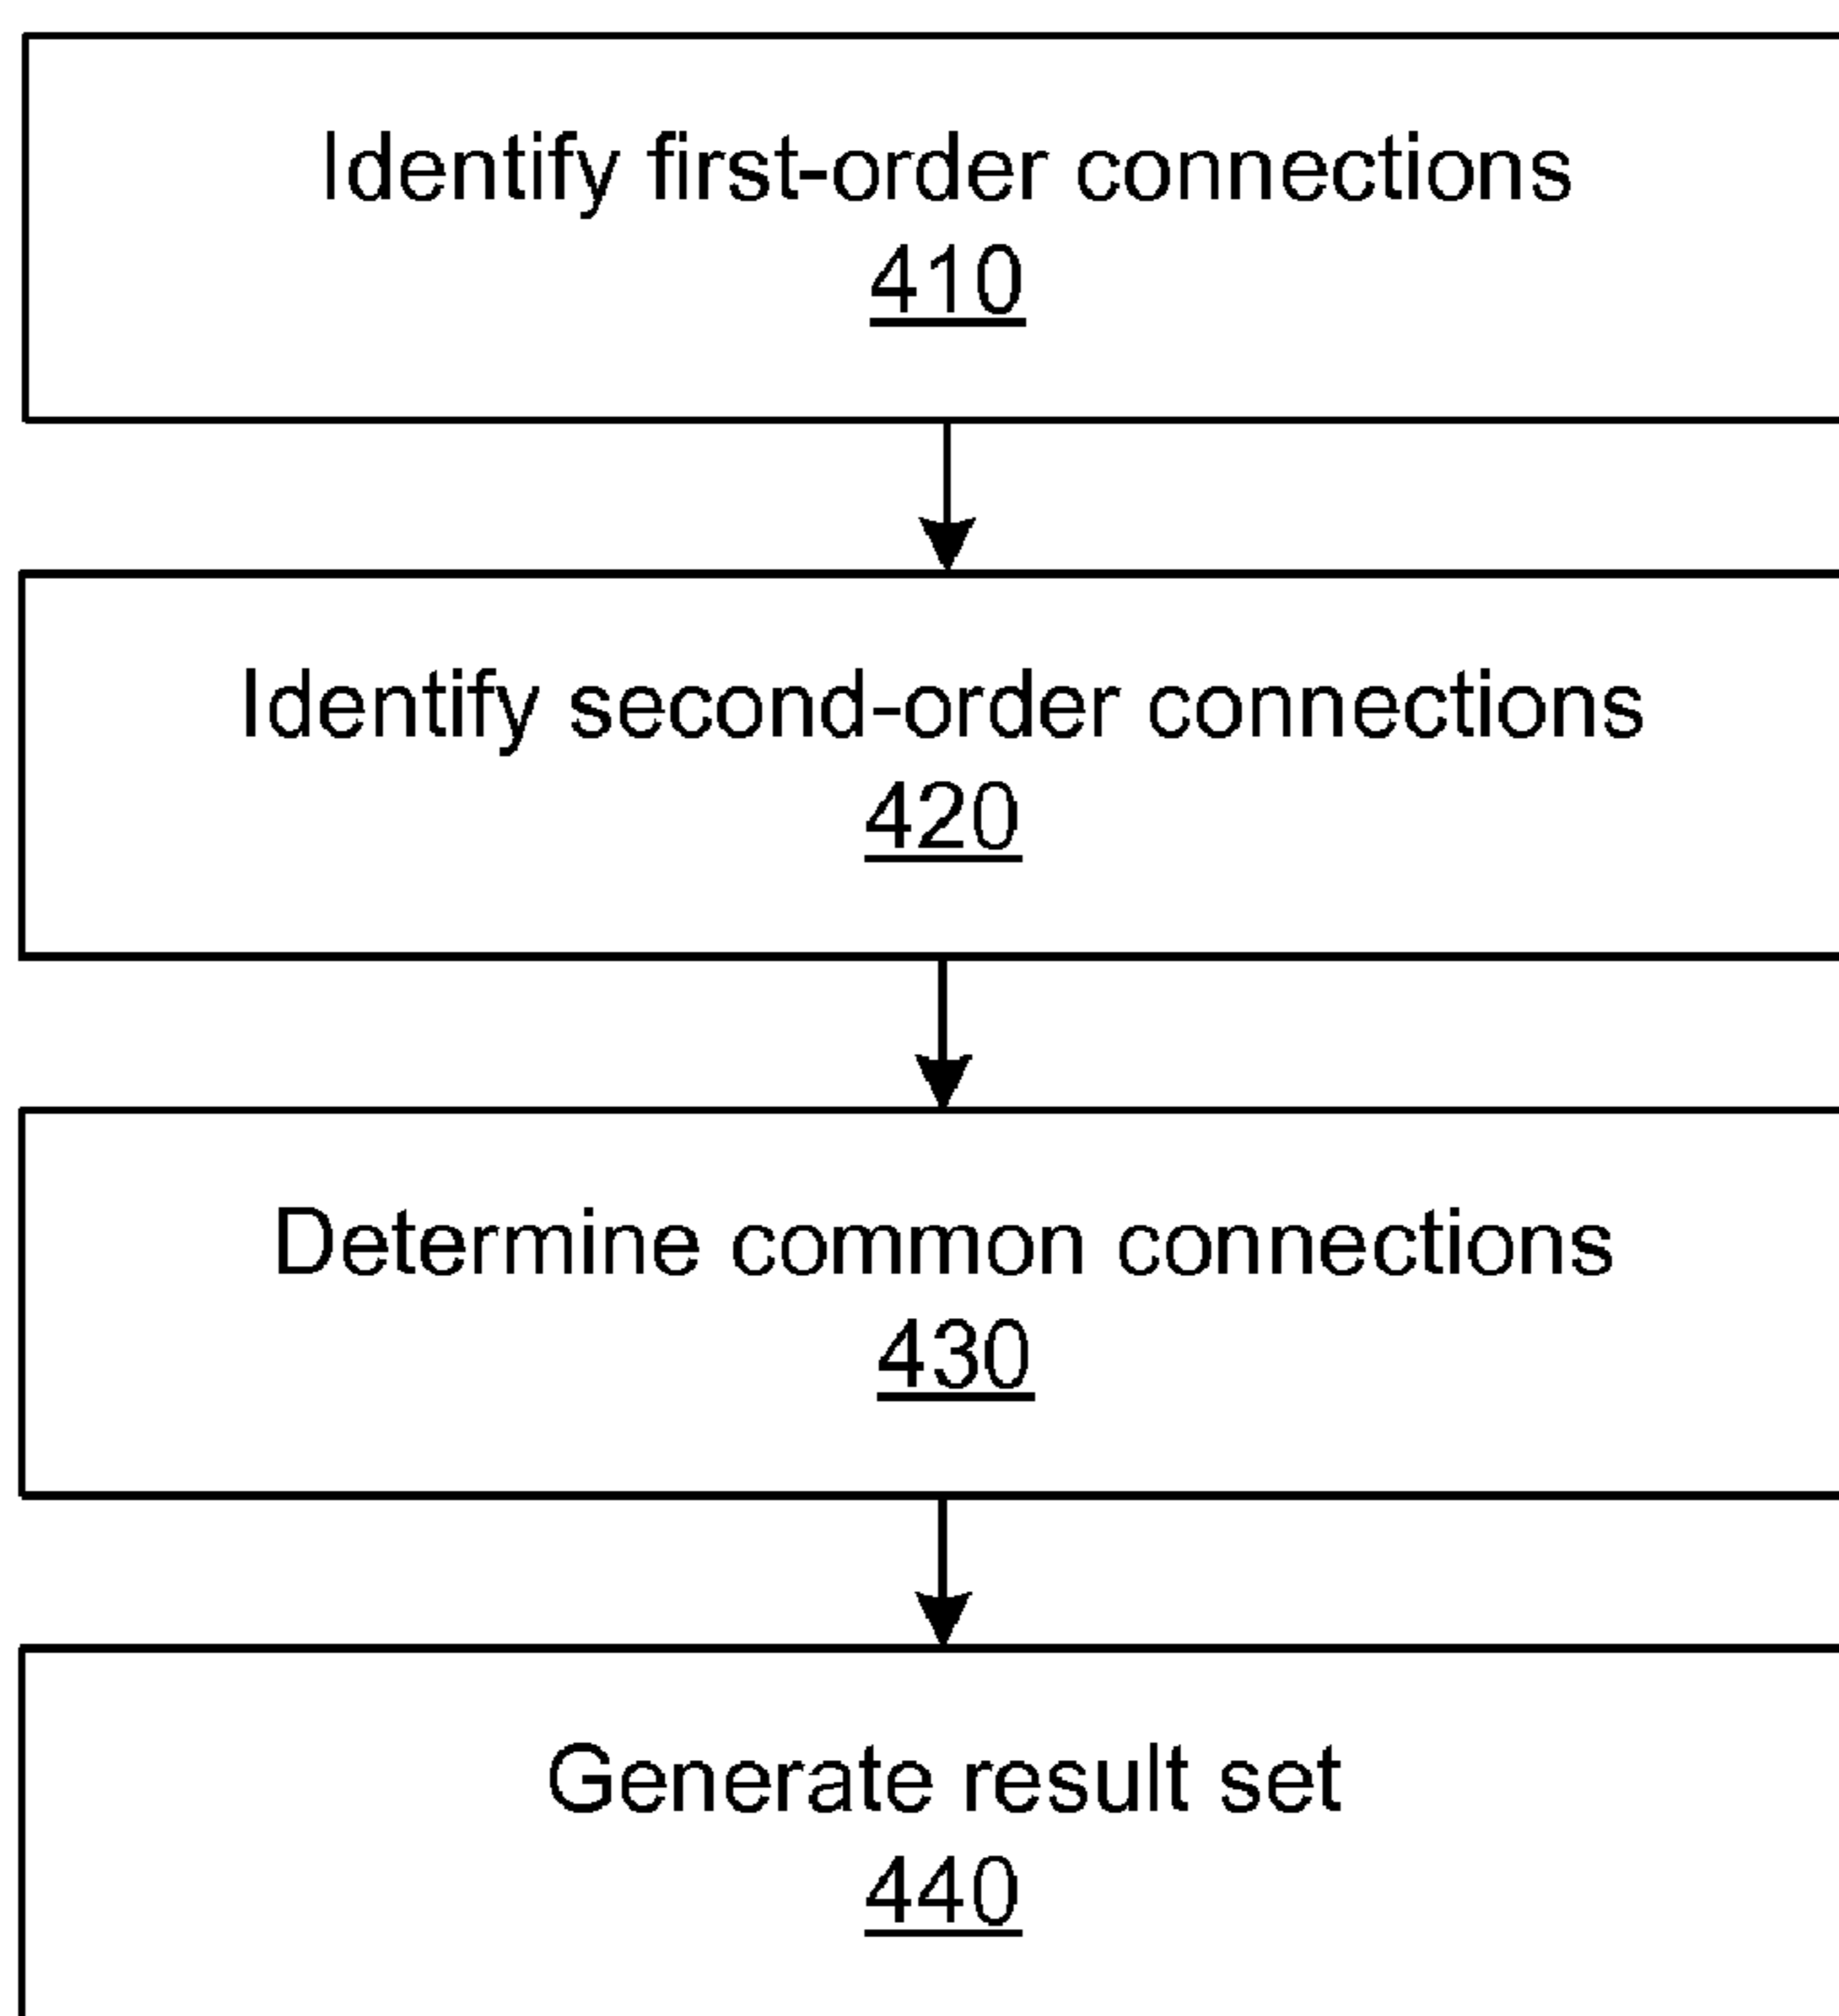 Identify first-order connections
410
Identify second-order connections
420
Determine common connections
430
Generate result set
440